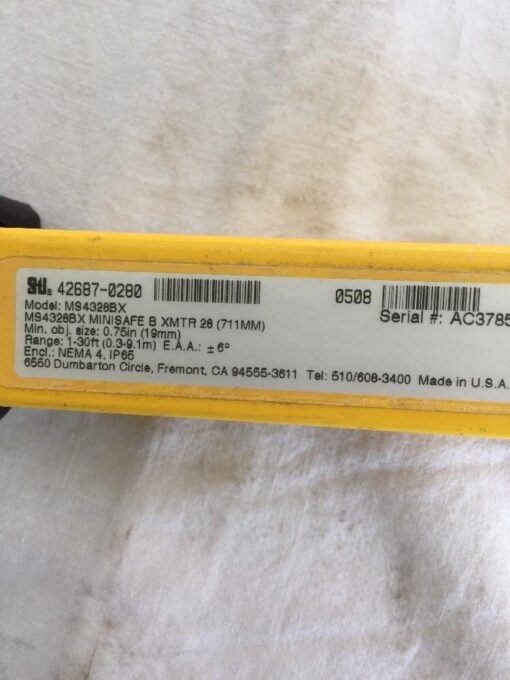 STI. 42687-0280
0508
Serial #: AC3785
Model: MS4328BX
MS4328BX MINISAFE B XMTR 28 (711MM)
Min. obj. size: 0.75in (19mm)
Range: 1-30ft (0.3-9.1m) E.A.A.: ± 6°
Encl.: NEMA 4, IP65
6550 Dumbarton Circle, Fremont, CA 94555-3611 Tel: 510/608-3400 Made in U.S.A.